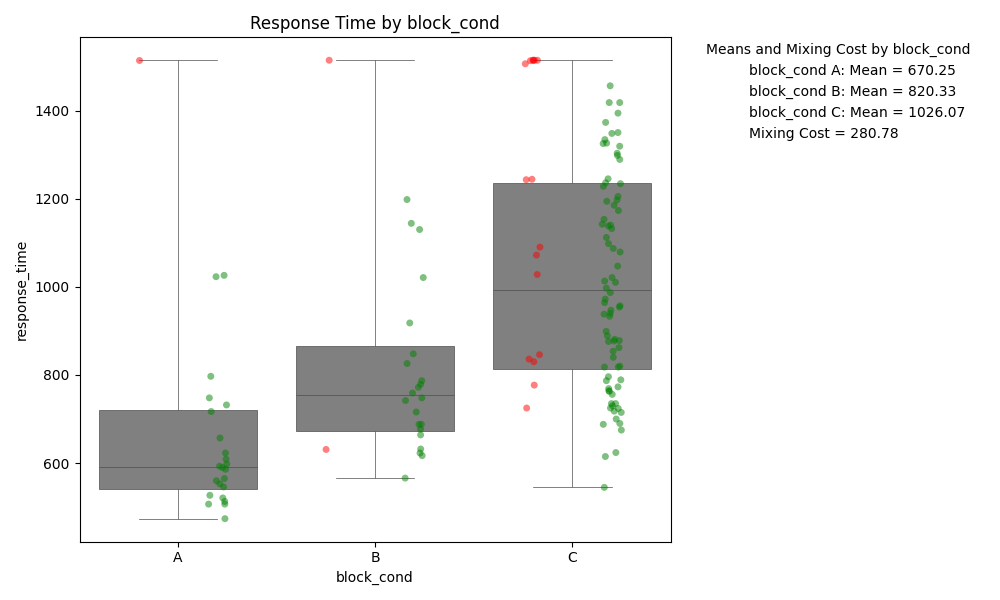 Response Time by block_cond
Means and Mixing Cost by block_cond
block_cond A: Mean = 670.25
block_cond B: Mean = 820.33
block_cond C: Mean = 1026.07
Mixing Cost = 280.78
response_time
1400
1200
1000
800
600
A
B
C
block_cond